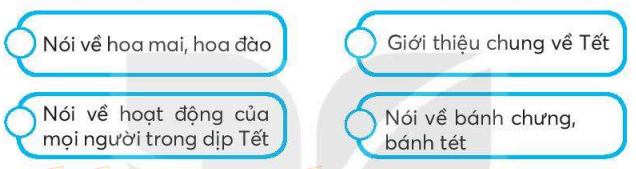 Nói về hoa mai, hoa đào
Giới thiệu chung về Tết
Nói về hoạt động của
mọi người trong dịp Tết
Nói về bánh chưng,
bánh tét